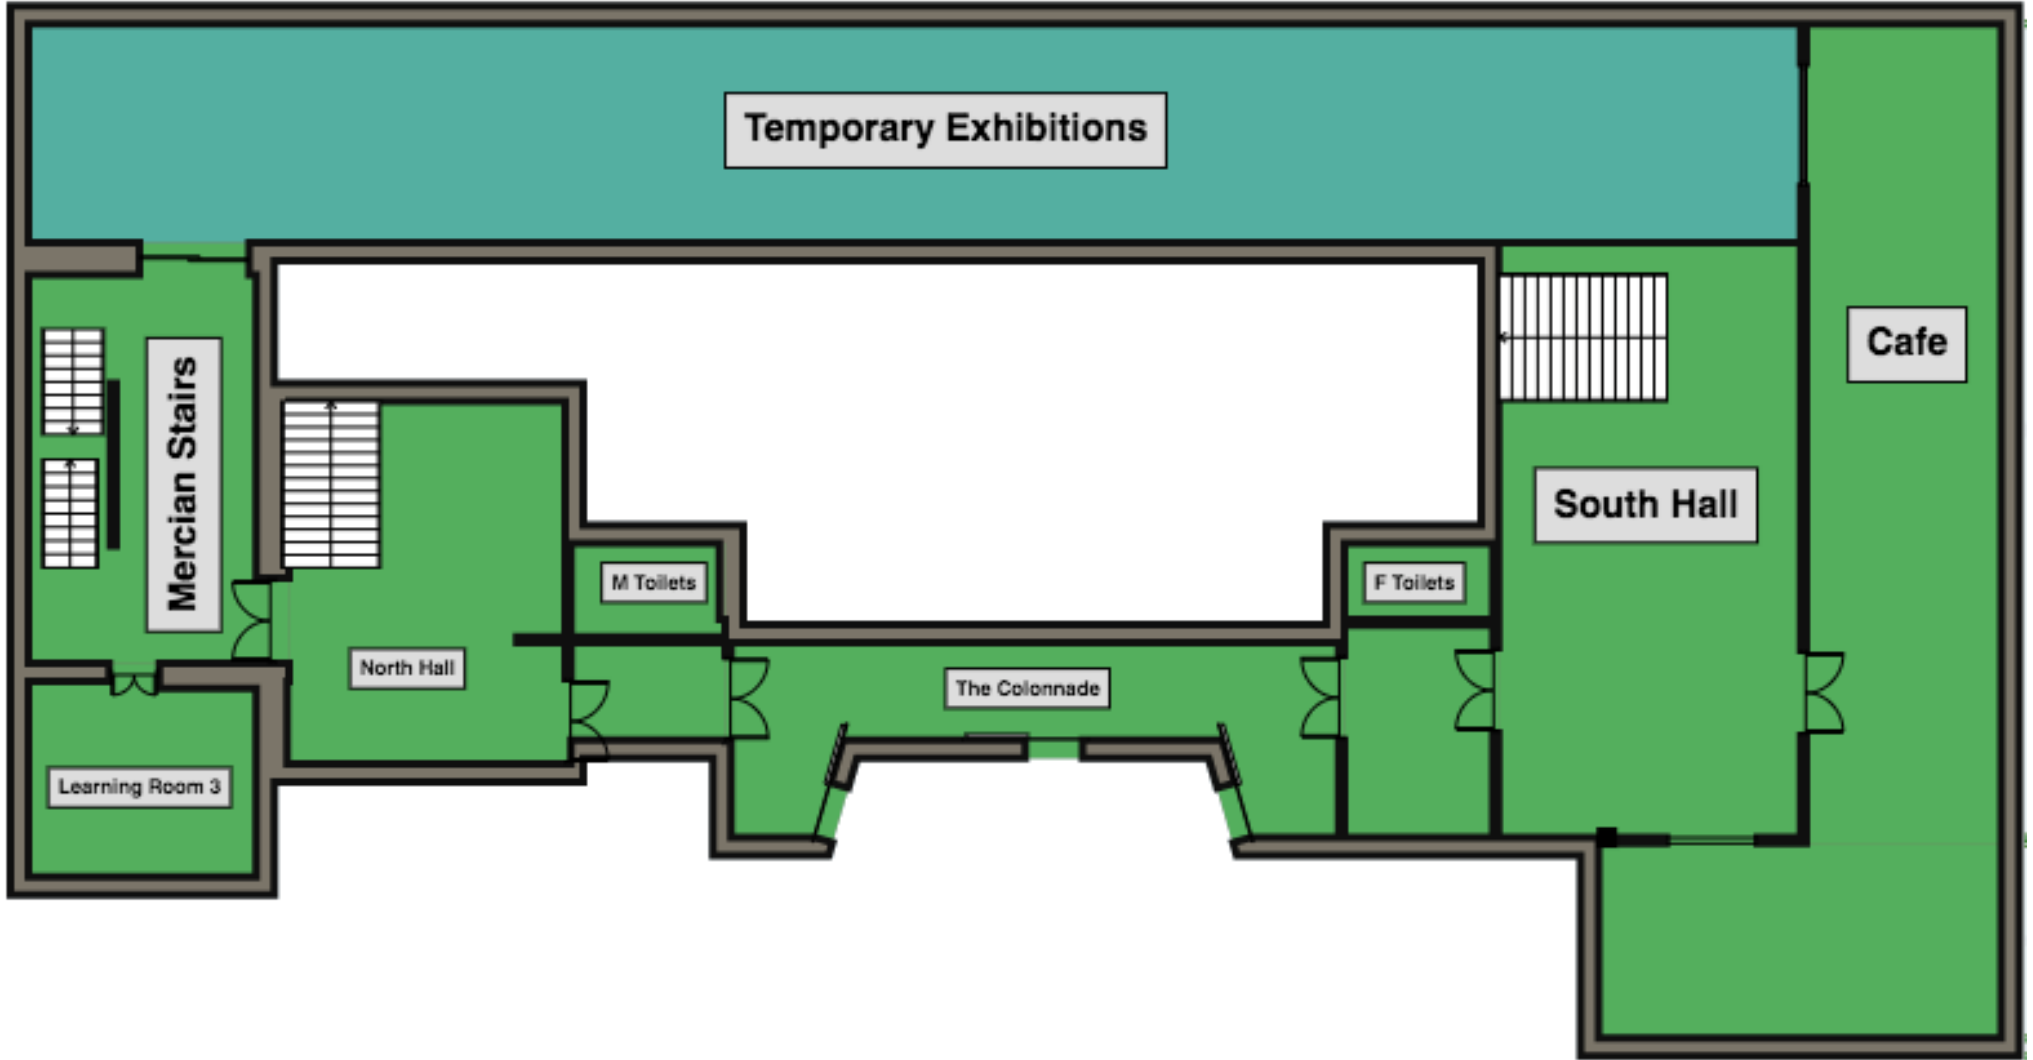 Temporary Exhibitions
Cafe
Mercian Stairs
South Hall
M Toilets
F Toilets
North Hall
The Colonnade
Learning Room 3